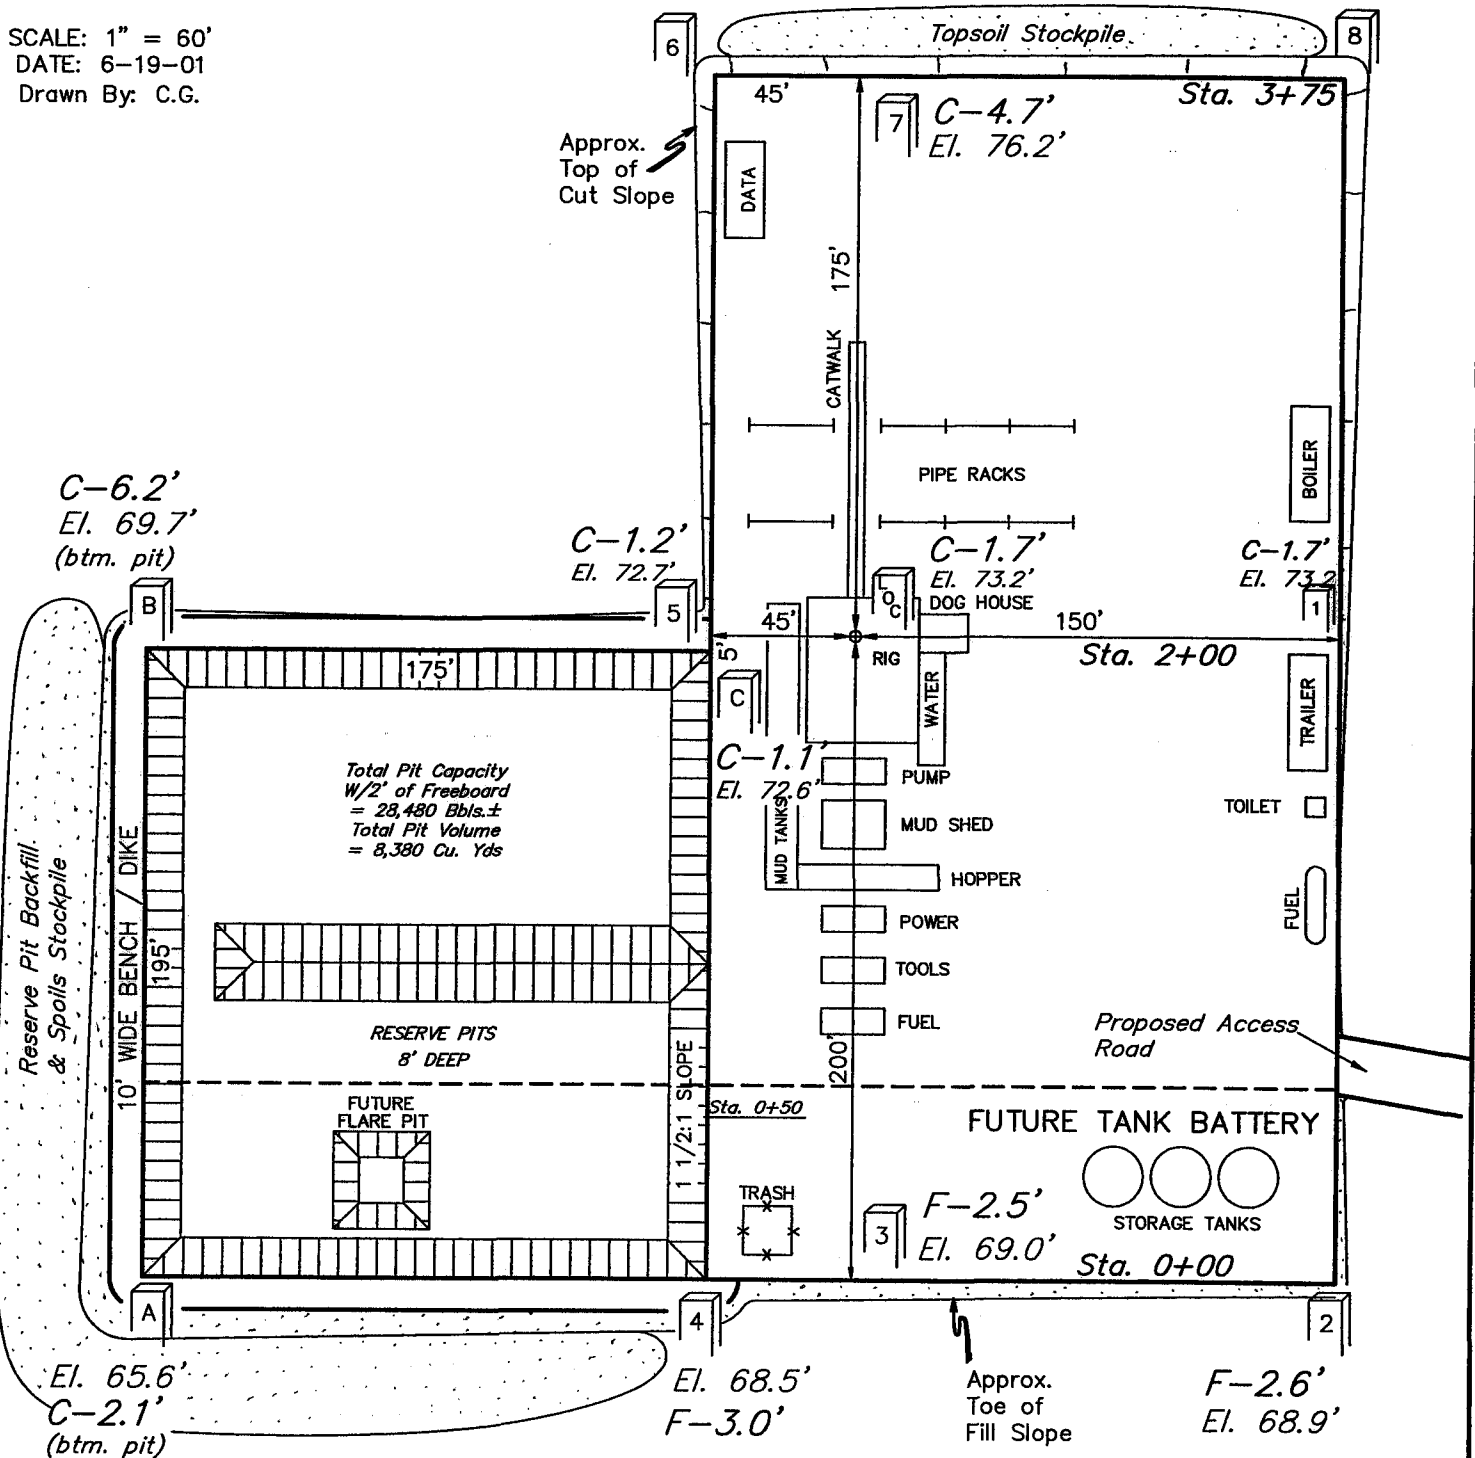 SCALE: 1" = 60'
DATE: 6-19-01
Drawn By: C.G.
6
Topsoil Stockpile
8
45'
Sta. 3+75
7
C-4.7'
El. 76.2'
Approx.
Top of
Cut Slope
DATA
175'
CATWALK
PIPE RACKS
BOILER
C-6.2'
El. 69.7'
(btm. pit)
C-1.2'
El. 72.7'
C-1.7'
El. 73.2'
DOG HOUSE
C-1.7'
El. 73.2
B
5
LOC
1
45'
150'
Sta. 2+00
RIG
5'
175'
C
WATER
TRAILER
C-1.1'
El. 72.6'
Total Pit Capacity
W/2' of Freeboard
= 28,480 Bbls.±
Total Pit Volume
= 8,380 Cu. Yds
PUMP
TOILET
MUD SHED
MUD TANKS
HOPPER
POWER
FUEL
TOOLS
FUEL
Reserve Pit Backfill
& Spoils Stockpile
10' WIDE BENCH / DIKE
195'
RESERVE PITS
8' DEEP
1 1/2:1 SLOPE
200'
Proposed Access
Road
Sta. 0+50
FUTURE
FLARE PIT
FUTURE TANK BATTERY
STORAGE TANKS
TRASH
3
F-2.5'
El. 69.0'
Sta. 0+00
A
4
2
El. 65.6'
C-2.1'
(btm. pit)
El. 68.5'
F-3.0'
Approx.
Toe of
Fill Slope
F-2.6'
El. 68.9'